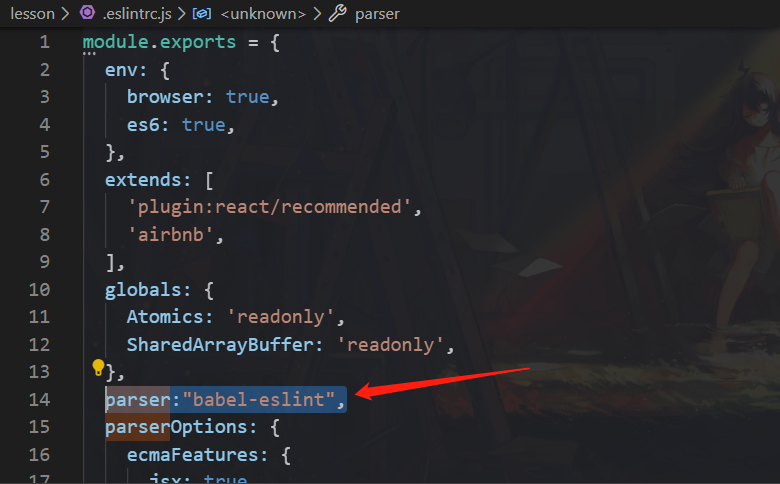 lesson > .eslintrc.js > <unknown> > parser
1 module.exports = {
2 env: {
3 browser: true,
4 es6: true,
5 },
6 extends: [
7 'plugin:react/recommended',
8 'airbnb',
9 ],
10 globals: {
11 Atomics: 'readonly',
12 SharedArrayBuffer: 'readonly',
13 },
14 parser:"babel-eslint",
15 parserOptions: {
16 ecmaFeatures: {
17 jsx: true